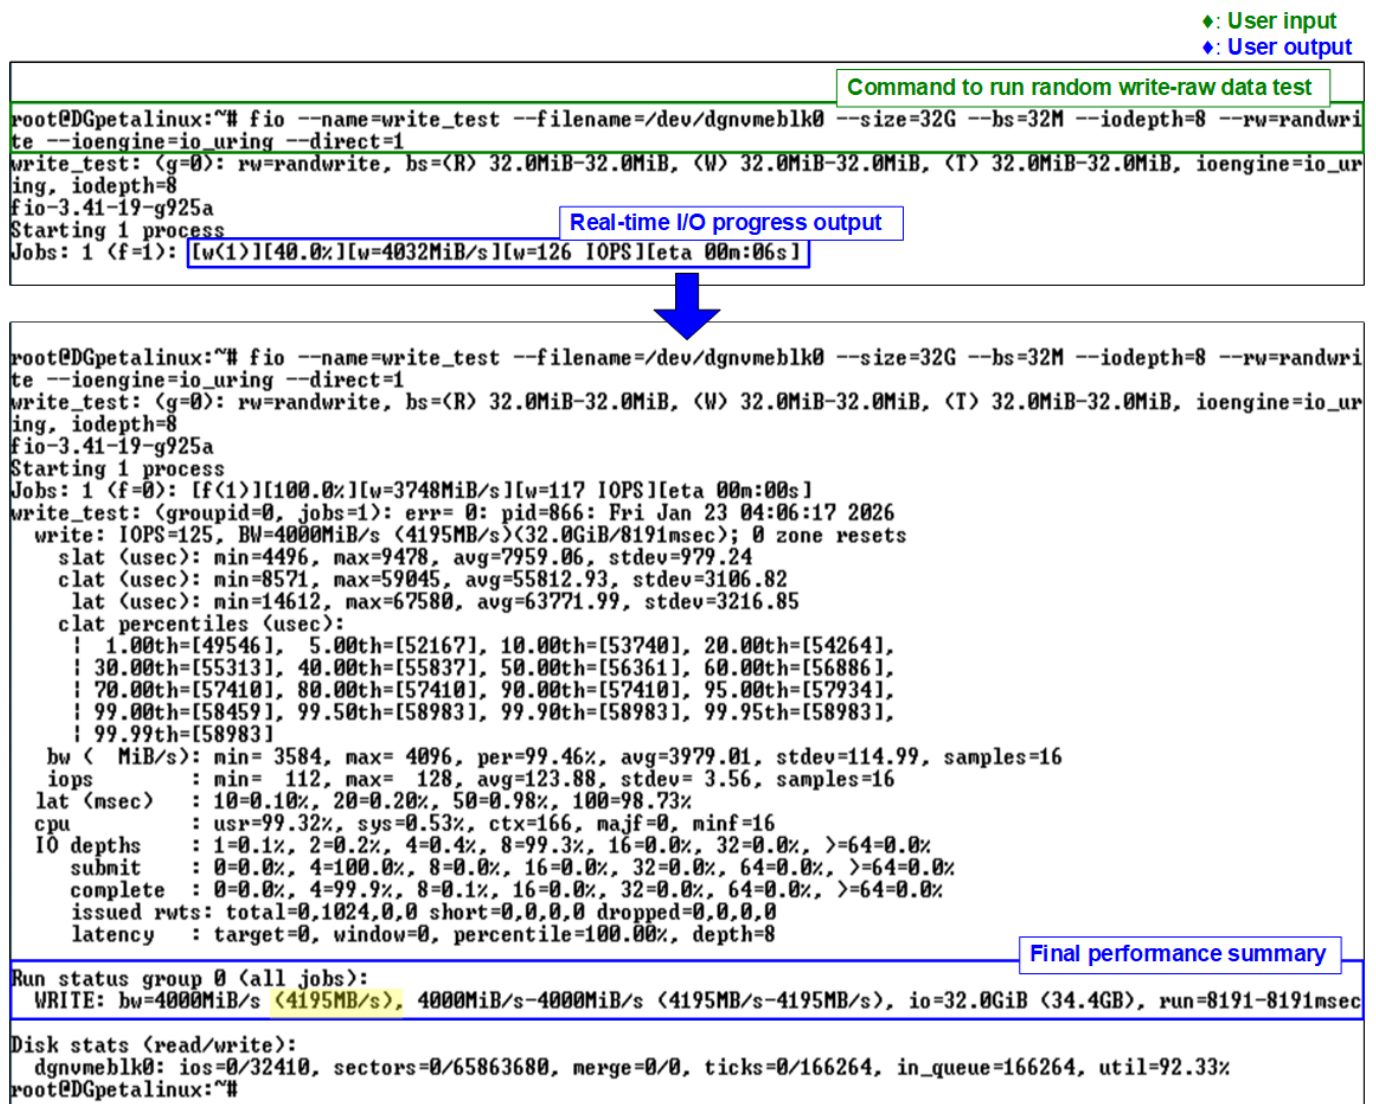 ♦: User input
♦: User output
Command to run random write-raw data test
root@DGpetalinux:~# fio --name=write_test --filename=/dev/dgnvmeblk0 --size=32G --bs=32M --iodepth=8 --rw=randwri
te --ioengine=io_uring --direct=1
write_test: (g=0): rw=randwrite, bs=(R) 32.0MiB-32.0MiB, (W) 32.0MiB-32.0MiB, (T) 32.0MiB-32.0MiB, ioengine=io_ur
ing, iodepth=8
fio-3.41-19-g925a
Starting 1 process
Real-time I/O progress output
Jobs: 1 (f=1): [w(1)][40.0%][w=4032MiB/s][w=126 IOPS][eta 00m:06s]
root@DGpetalinux:~# fio --name=write_test --filename=/dev/dgnvmeblk0 --size=32G --bs=32M --iodepth=8 --rw=randwri
te --ioengine=io_uring --direct=1
write_test: (g=0): rw=randwrite, bs=(R) 32.0MiB-32.0MiB, (W) 32.0MiB-32.0MiB, (T) 32.0MiB-32.0MiB, ioengine=io_ur
ing, iodepth=8
fio-3.41-19-g925a
Starting 1 process
Jobs: 1 (f=0): [f(1)][100.0%][w=3748MiB/s][w=117 IOPS][eta 00m:00s]
write_test: (groupid=0, jobs=1): err= 0: pid=866: Fri Jan 23 04:06:17 2026
write: IOPS=125, BW=4000MiB/s (4195MB/s)(32.0GiB/8191msec); 0 zone resets
slat (usec): min=4496, max=9478, avg=7959.06, stdev=979.24
clat (usec): min=8571, max=59045, avg=55812.93, stdev=3106.82
lat (usec): min=14612, max=67580, avg=63771.99, stdev=3216.85
clat percentiles (usec):
| 1.00th=[49546], 5.00th=[52167], 10.00th=[53740], 20.00th=[54264],
| 30.00th=[55313], 40.00th=[55837], 50.00th=[56361], 60.00th=[56886],
| 70.00th=[57410], 80.00th=[57410], 90.00th=[57410], 95.00th=[57934],
| 99.00th=[58459], 99.50th=[58983], 99.90th=[58983], 99.95th=[58983],
| 99.99th=[58983]
bw ( MiB/s): min= 3584, max= 4096, per=99.46%, avg=3979.01, stdev=114.99, samples=16
iops : min= 112, max= 128, avg=123.88, stdev= 3.56, samples=16
lat (msec) : 10=0.10%, 20=0.20%, 50=0.98%, 100=98.73%
cpu : usr=99.32%, sys=0.53%, ctx=166, majf=0, minf=16
IO depths : 1=0.1%, 2=0.2%, 4=0.4%, 8=99.3%, 16=0.0%, 32=0.0%, >=64=0.0%
submit : 0=0.0%, 4=100.0%, 8=0.0%, 16=0.0%, 32=0.0%, 64=0.0%, >=64=0.0%
complete : 0=0.0%, 4=99.9%, 8=0.1%, 16=0.0%, 32=0.0%, 64=0.0%, >=64=0.0%
issued rwts: total=0,1024,0,0 short=0,0,0,0 dropped=0,0,0,0
latency : target=0, window=0, percentile=100.00%, depth=8
Final performance summary
Run status group 0 (all jobs):
WRITE: bw=4000MiB/s (4195MB/s), 4000MiB/s-4000MiB/s (4195MB/s-4195MB/s), io=32.0GiB (34.4GB), run=8191-8191msec
Disk stats (read/write):
dgnvmeblk0: ios=0/32410, sectors=0/65863680, merge=0/0, ticks=0/166264, in_queue=166264, util=92.33%
root@DGpetalinux:~#